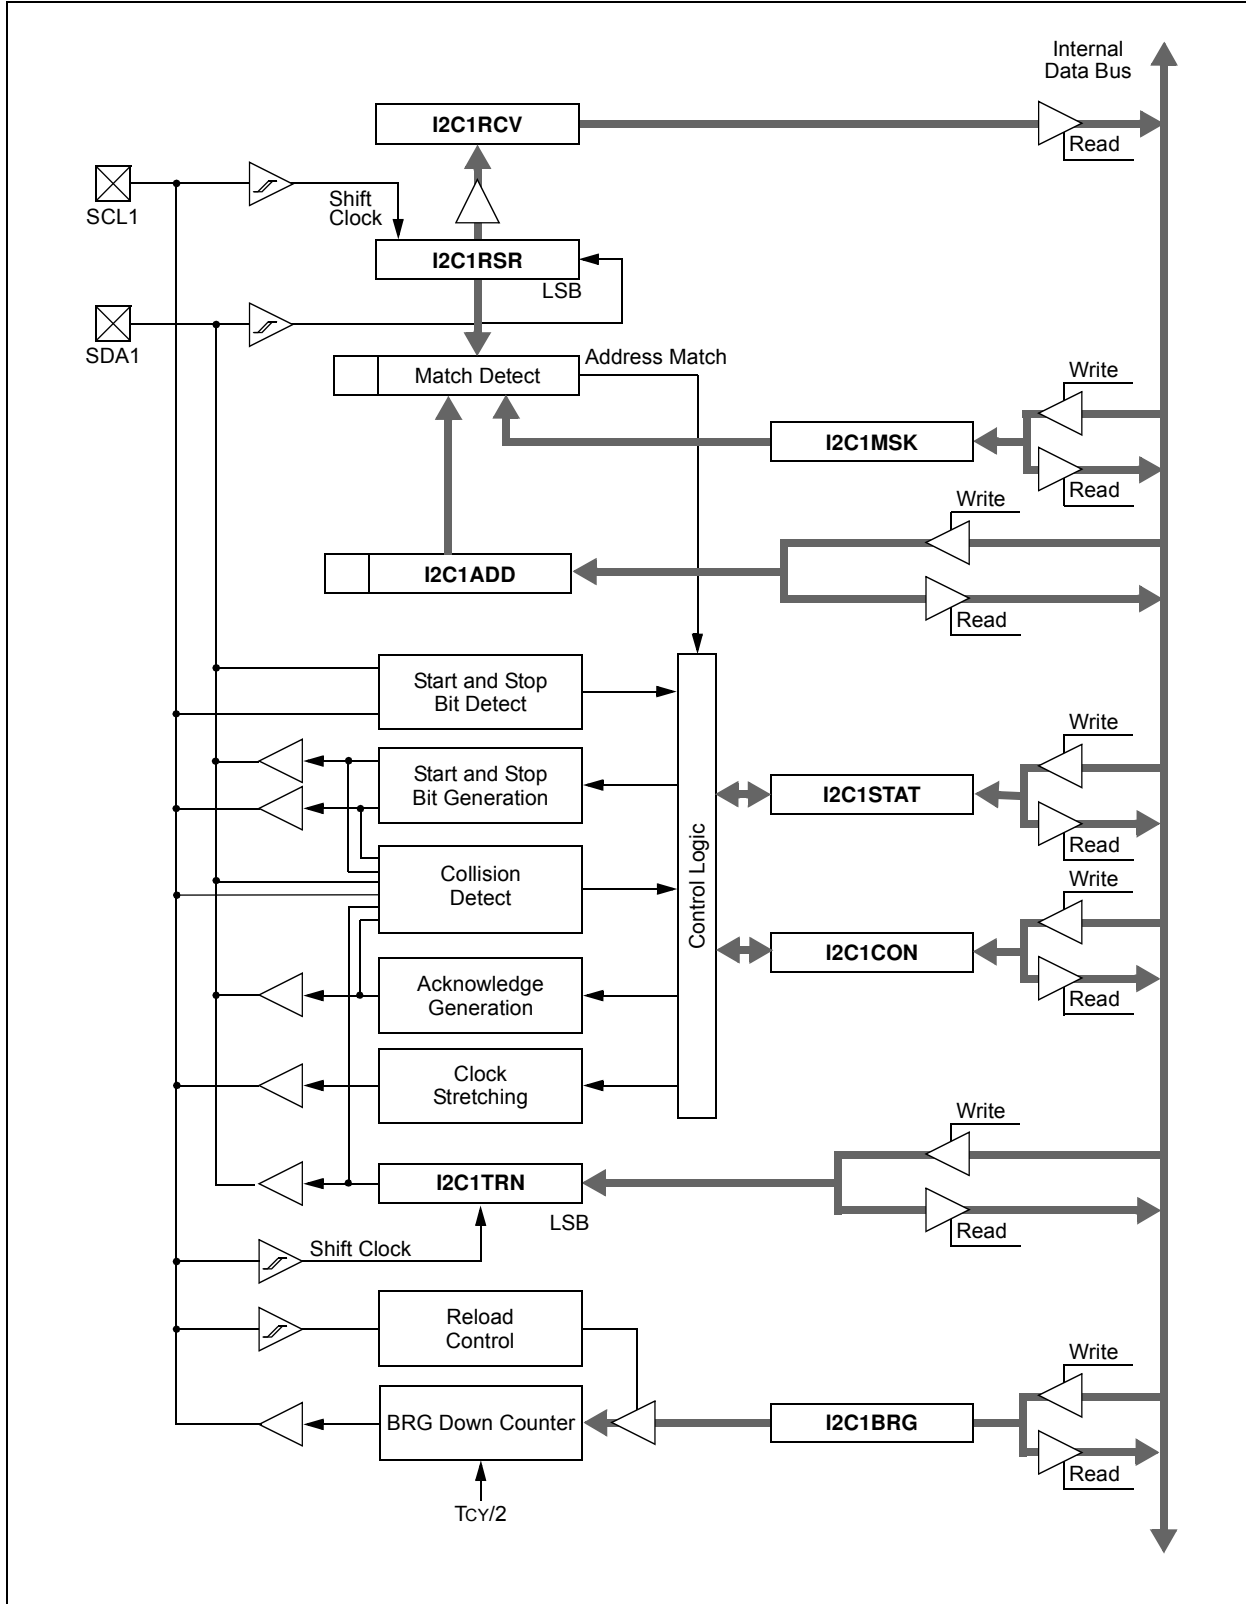 Internal
Data Bus
I2C1RCV
Read
SCL1
Shift
Clock
I2C1RSR
LSB
SDA1
Match Detect
Address Match
Write
I2C1MSK
Read
Write
I2C1ADD
Read
Start and Stop
Bit Detect
Start and Stop
Bit Generation
Write
I2C1STAT
Read
Control Logic
Collision
Detect
Write
I2C1CON
Read
Acknowledge
Generation
Clock
Stretching
Write
I2C1TRN
LSB
Read
Shift Clock
Reload
Control
Write
BRG Down Counter
I2C1BRG
Read
TCY/2